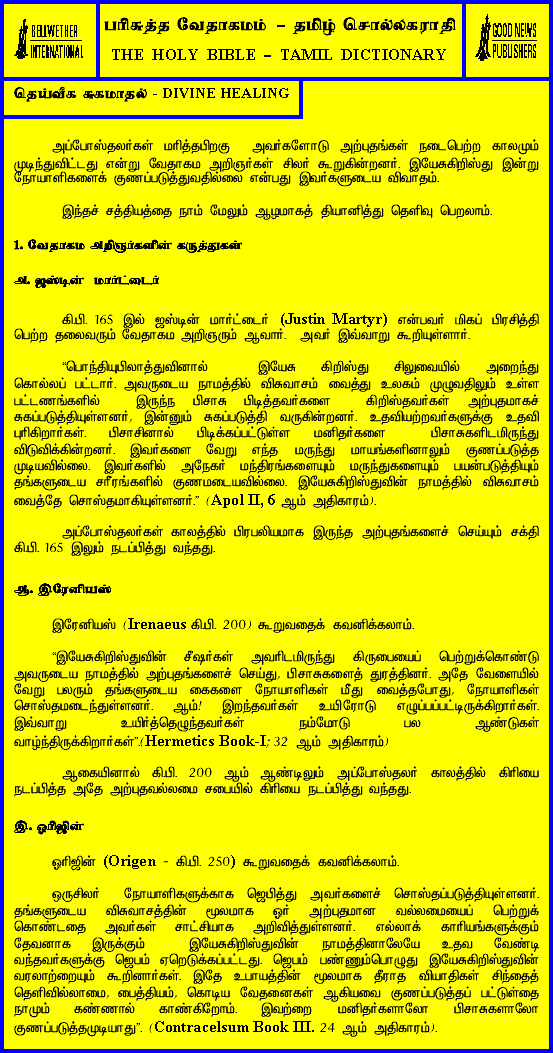 BELLWETHER
INTERNATIONAL
பரிசுத்த வேதாகமம் – தமிழ் சொல்லகராதி
THE HOLY BIBLE – TAMIL DICTIONARY
GOOD NEWS
PUBLISHERS
தெய்வீக சுகமாதல் - DIVINE HEALING
அப்போஸ்தலர்கள் மரித்தபிறகு அவர்களோடு அற்புதங்கள் நடைபெற்ற காலமும்
முடிந்துவிட்டது என்று வேதாகம அறிஞர்கள் சிலர் கூறுகின்றனர். இயேசுகிறிஸ்து இன்று
நோயாளிகளைக் குணப்படுத்துவதில்லை என்பது இவர்களுடைய விவாதம்.
இந்தச் சத்தியத்தை நாம் மேலும் ஆழமாகத் தியானித்து தெளிவு பெறலாம்.
1. வேதாகம அறிஞர்களின் கருத்துகள்
அ. ஜஸ்டின் மார்ட்டைர்
கி.பி. 165 இல் ஜஸ்டின் மார்ட்டைர் (Justin Martyr) என்பவர் மிகப் பிரசித்தி
பெற்ற தலைவரும் வேதாகம அறிஞரும் ஆவார். அவர் இவ்வாறு கூறியுள்ளார்.
“பொந்தியுபிலாத்துவினால் இயேசு கிறிஸ்து சிலுவையில் அறைந்து
கொல்லப் பட்டார். அவருடைய நாமத்தில் விசுவாசம் வைத்து உலகம் முழுவதிலும் உள்ள
பட்டணங்களில் இருந்ந பிசாசு பிடித்தவர்களை கிறிஸ்தவர்கள் அற்புதமாகச்
சுகப்படுத்தியுள்ளனர், இன்னும் சுகப்படுத்தி வருகின்றனர். உதவியற்றவர்களுக்கு உதவி
புரிகிறார்கள். பிசாசினால் பிடிக்கப்பட்டுள்ள மனிதர்களை பிசாசுகளிடமிருந்து
விடுவிக்கின்றனர். இவர்களை வேறு எந்த மருந்து மாயங்களினாலும் குணப்படுத்த
முடியவில்லை. இவர்களில் அநேகர் மந்திரங்களையும் மருந்துகளையும் பயன்படுத்தியும்
தங்களுடைய சரீரங்களில் குணமடையவில்லை. இயேசுகிறிஸ்துவின் நாமத்தில் விசுவாசம்
வைத்தே சொஸ்தமாகியுள்ளனர்.” (Apol II, 6 ஆம் அதிகாரம்).
அப்போஸ்தலர்கள் காலத்தில் பிரபலியமாக இருந்த அற்புதங்களைச் செய்யும் சக்தி
கி.பி. 165 இலும் நடப்பித்து வந்தது.
ஆ. இரேனியஸ்
இரேனியஸ் (Irenaeus கி.பி. 200) கூறுவதைக் கவனிக்கலாம்.
“இயேசுகிறிஸ்துவின் சீஷர்கள் அவரிடமிருந்து கிருபையைப் பெற்றுக்கொண்டு
அவருடைய நாமத்தில் அற்புதங்களைச் செய்து, பிசாசுகளைத் துரத்தினர். அதே வேளையில்
வேறு பலரும் தங்களுடைய கைகளை நோயாளிகள் மீது வைத்தபோது, நோயாளிகள்
சொஸ்தமடைந்துள்ளனர். ஆம்! இறந்தவர்கள் உயிரோடு எழுப்பப்பட்டிருக்கிறார்கள்.
இவ்வாறு உயிர்த்தெழுந்தவர்கள் நம்மோடு பல ஆண்டுகள்
வாழ்ந்திருக்கிறார்கள்”.(Hermetics Book-I; 32 ஆம் அதிகாரம்)
ஆகையினால் கி.பி. 200 ஆம் ஆண்டிலும் அப்போஸ்தலர் காலத்தில் கிரியை
நடப்பித்த அதே அற்புதவல்லமை சபையில் கிரியை நடப்பித்து வந்தது.
இ. ஓரிஜின்
ஓரிஜின் (Origen - கி.பி. 250) கூறுவதைக் கவனிக்கலாம்.
ஒருசிலர் நோயாளிகளுக்காக ஜெபித்து அவர்களைச் சொஸ்தப்படுத்தியுள்ளனர்.
தங்களுடைய விசுவாசத்தின் மூலமாக ஓர் அற்புதமான வல்லமையைப் பெற்றுக்
கொண்டதை அவர்கள் சாட்சியாக அறிவித்துள்ளனர். எல்லாக் காரியங்களுக்கும்
தேவனாக இருக்கும் இயேசுகிறிஸ்துவின் நாமத்தினாலேயே உதவ வேண்டி
வந்தவர்களுக்கு ஜெபம் ஏறெடுக்கப்பட்டது. ஜெபம் பண்ணும்பொழுது இயேசுகிறிஸ்துவின்
வரலாற்றையும் கூறினார்கள். இதே உபாயத்தின் மூலமாக தீராத வியாதிகள் சிந்தைத்
தெளிவில்லாமை, பைத்தியம், கொடிய வேதனைகள் ஆகியவை குணப்படுத்தப் பட்டுள்தை
நாமும் கண்ணால் காண்கிறோம். இவற்றை மனிதர்களாலோ பிசாசுகளாலோ
குணப்படுத்தமுடியாது”. (Contracelsum Book III. 24 ஆம் அதிகாரம்).